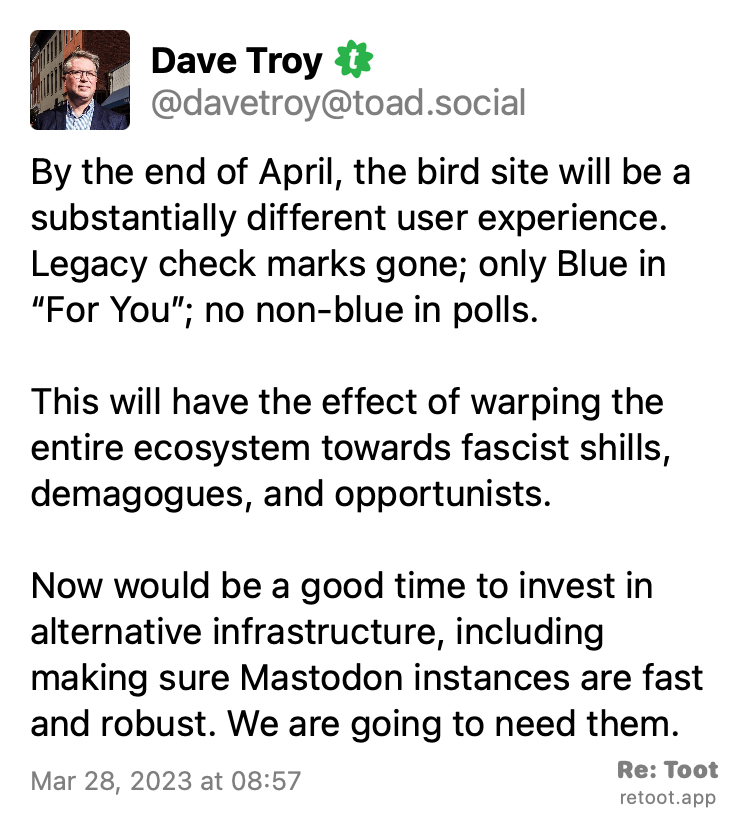 Dave Troy
@davetroy@toad.social
By the end of April, the bird site will be a
substantially different user experience.
Legacy check marks gone; only Blue in
“For You”; no non-blue in polls.
This will have the effect of warping the
entire ecosystem towards fascist shills,
demagogues, and opportunists.
Now would be a good time to invest in
alternative infrastructure, including
making sure Mastodon instances are fast
and robust. We are going to need them.
Mar 28, 2023 at 08:57
Re: Toot
retoot.app